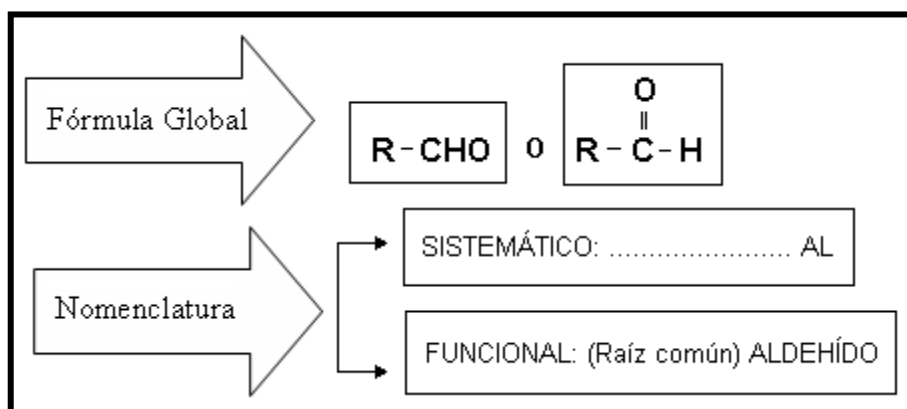 Fórmula Global
R-CHO o
O
||
R-C-H
SISTEMÁTICO: ........................ AL
Nomenclatura
FUNCIONAL: (Raíz común) ALDEHÍDO